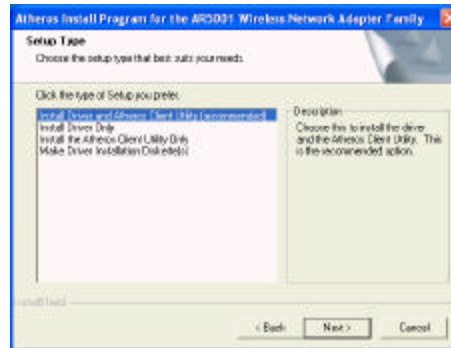 Atheros Install Program for the AR5001 Wireless Network Adapter Family
Setup Type
Choose the setup type that best suits your needs.
Click the type of Setup you prefer.
Install Driver and Atheros Client Utility (recommended)
Install Driver Only
Install the Atheros Client Utility Only
Make Driver Installation Diskette(s)
Description
Choose this to install the driver
and the Atheros Client Utility. This
is the recommended option.
InstallShield
< Back
Next >
Cancel